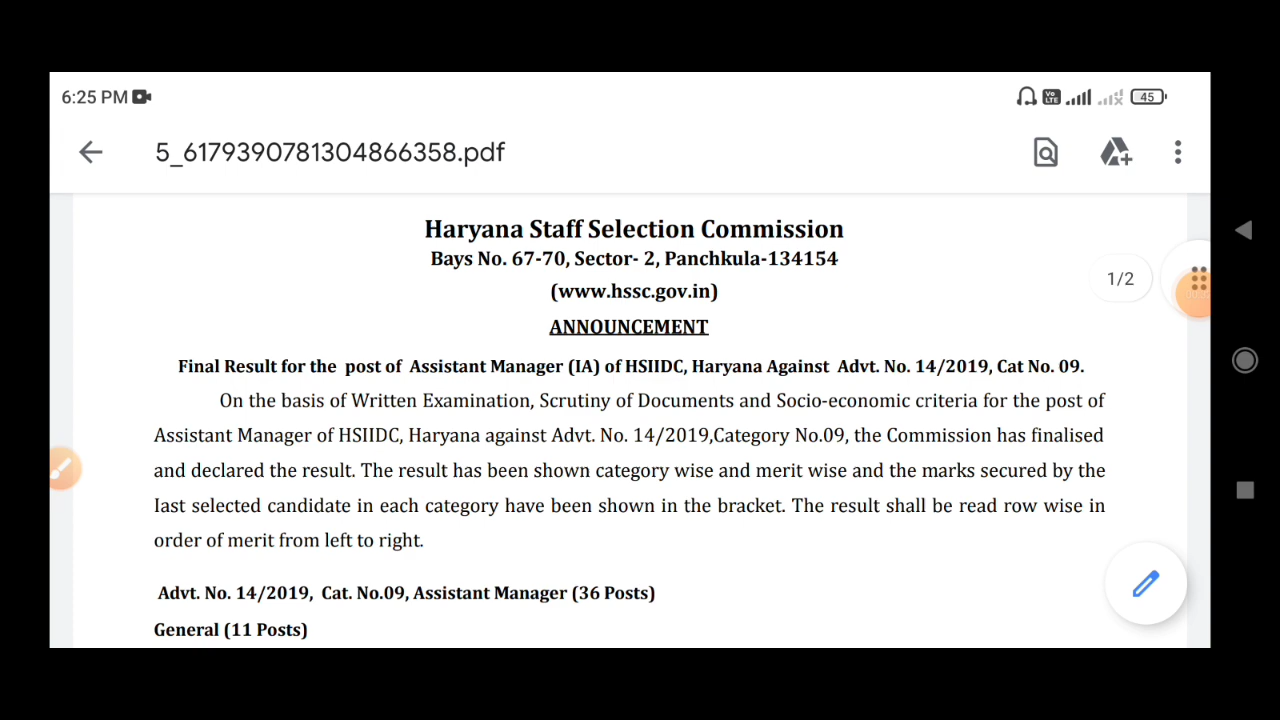 6:25 PM
Vo LTE
45
5_6179390781304866358.pdf
Haryana Staff Selection Commission
Bays No. 67-70, Sector- 2, Panchkula-134154
(www.hssc.gov.in)
1/2
ANNOUNCEMENT
Final Result for the post of Assistant Manager (IA) of HSIIDC, Haryana Against Advt. No. 14/2019, Cat No. 09.
On the basis of Written Examination, Scrutiny of Documents and Socio-economic criteria for the post of
Assistant Manager of HSIIDC, Haryana against Advt. No. 14/2019,Category No.09, the Commission has finalised
and declared the result. The result has been shown category wise and merit wise and the marks secured by the
last selected candidate in each category have been shown in the bracket. The result shall be read row wise in
order of merit from left to right.
Advt. No. 14/2019, Cat. No.09, Assistant Manager (36 Posts)
General (11 Posts)